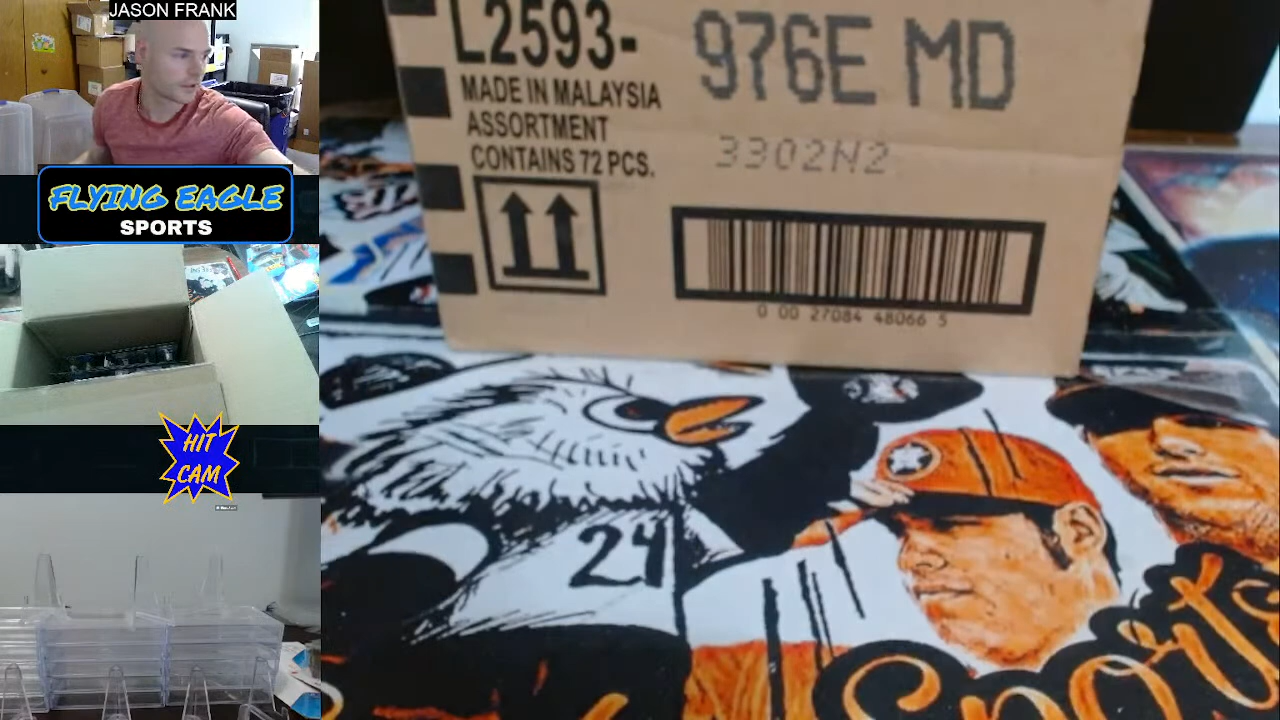 JASON FRANK
FLYING EAGLE
SPORTS
HIT
CAM
L2593-
976E MD
MADE IN MALAYSIA
ASSORTMENT
CONTAINS 72 PCS.
3302N2
0 00 27084 48066 5
24
Sports